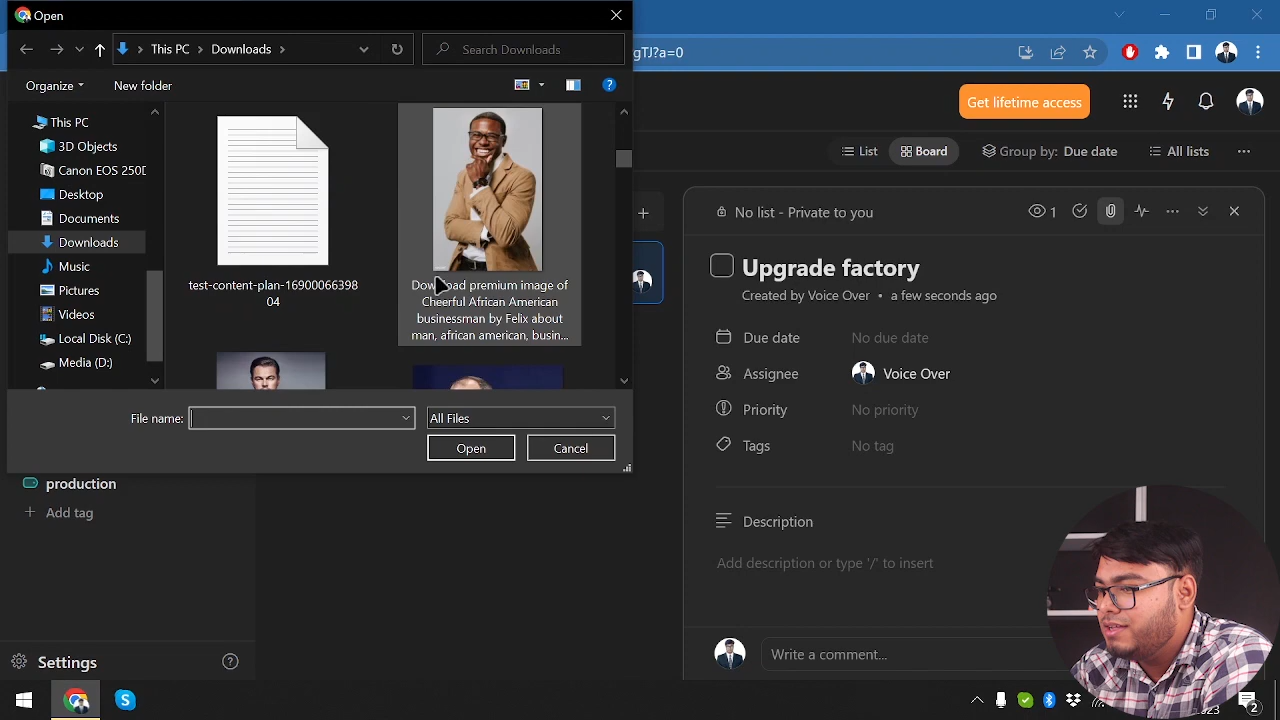 Open
This PC
Downloads
Search Downloads
gTJ?a=0
Organize
New folder
Get lifetime access
This PC
3D Objects
Canon EOS 250D
Desktop
Documents
Downloads
Music
Pictures
Videos
Local Disk (C:)
Media (D:)
test-content-plan-16900066398
04
Download premium image of
Cheerful African American
businessman by Felix about
man, african american, busin...
File name:
All Files
Open
Cancel
List
Board
Group by: Due date
All lists
No list - Private to you
1
Upgrade factory
Created by Voice Over • a few seconds ago
Due date
No due date
Assignee
Voice Over
Priority
No priority
Tags
No tag
Description
Add description or type '/' to insert
Write a comment...
production
Add tag
Settings
2